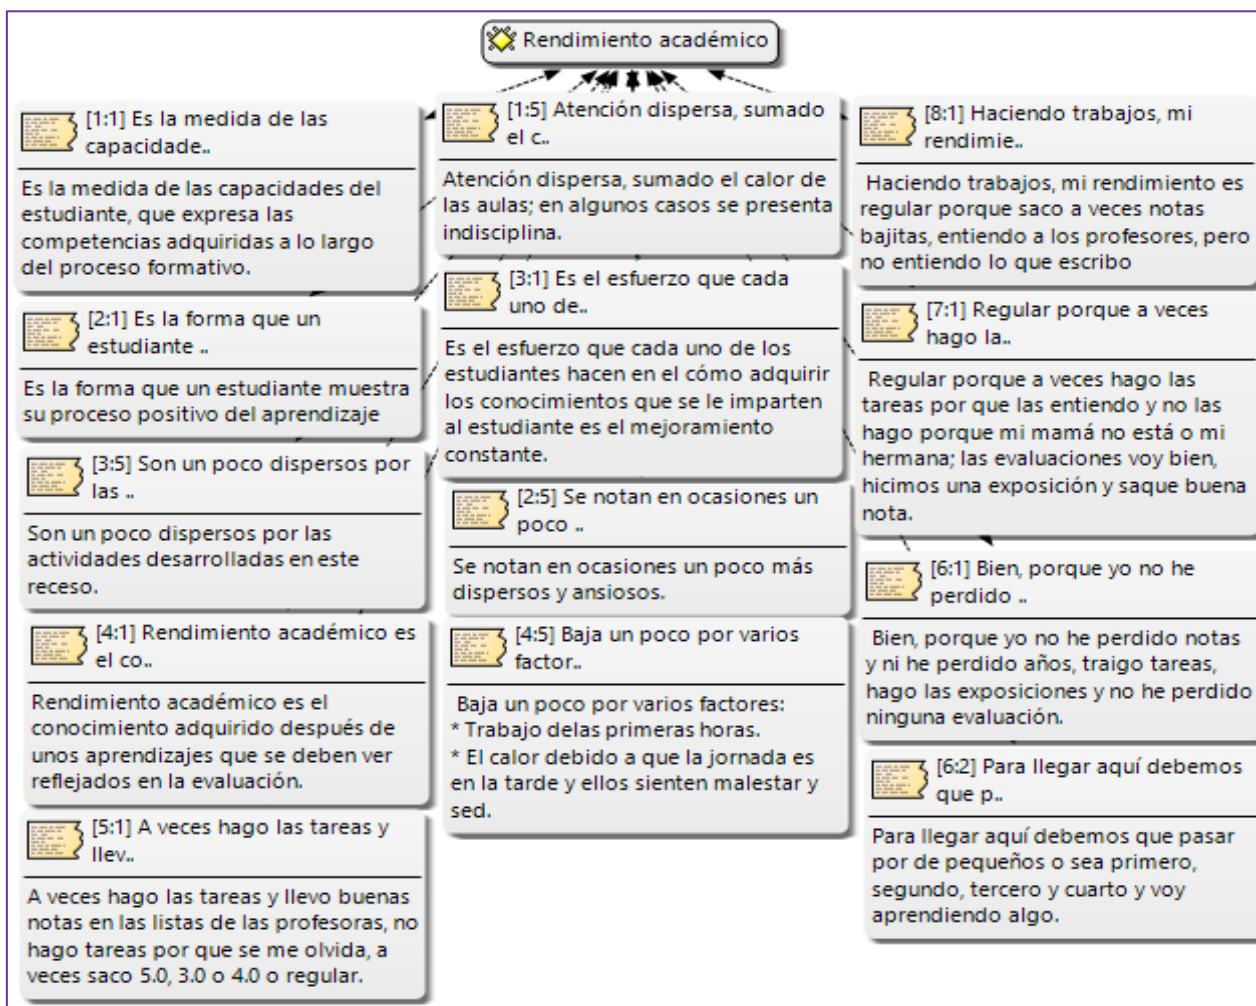 Rendimiento académico
[1:1] Es la medida de las
capacidade..
Es la medida de las capacidades del
estudiante, que expresa las
competencias adquiridas a lo largo
del proceso formativo.
[2:1] Es la forma que un
estudiante ..
Es la forma que un estudiante muestra
su proceso positivo del aprendizaje
[3:5] Son un poco dispersos por
las ..
Son un poco dispersos por las
actividades desarrolladas en este
receso.
[4:1] Rendimiento académico es
el co..
Rendimiento académico es el
conocimiento adquirido después de
unos aprendizajes que se deben ver
reflejados en la evaluación.
[5:1] A veces hago las tareas y
llev..
A veces hago las tareas y llevo buenas
notas en las listas de las profesoras, no
hago tareas por que se me olvida, a
veces saco 5.0, 3.0 o 4.0 o regular.
[1:5] Atención dispersa, sumado
el c..
Atención dispersa, sumado el calor de
las aulas; en algunos casos se presenta
indisciplina.
[3:1] Es el esfuerzo que cada
uno de..
Es el esfuerzo que cada uno de los
estudiantes hacen en el cómo adquirir
los conocimientos que se le imparten
al estudiante es el mejoramiento
constante.
[2:5] Se notan en ocasiones un
poco ..
Se notan en ocasiones un poco más
dispersos y ansiosos.
[4:5] Baja un poco por varios
factor..
Baja un poco por varios factores:
* Trabajo delas primeras horas.
* El calor debido a que la jornada es
en la tarde y ellos sienten malestar y
sed.
[8:1] Haciendo trabajos, mi
rendimie..
Haciendo trabajos, mi rendimiento es
regular porque saco a veces notas
bajitas, entiendo a los profesores, pero
no entiendo lo que escribo
[7:1] Regular porque a veces
hago la..
Regular porque a veces hago las
tareas por que las entiendo y no las
hago porque mi mamá no está o mi
hermana; las evaluaciones voy bien,
hicimos una exposición y saque buena
nota.
[6:1] Bien, porque yo no he
perdido ..
Bien, porque yo no he perdido notas
y ni he perdido años, traigo tareas,
hago las exposiciones y no he perdido
ninguna evaluación.
[6:2] Para llegar aquí debemos
que p..
Para llegar aquí debemos que pasar
por de pequeños o sea primero,
segundo, tercero y cuarto y voy
aprendiendo algo.